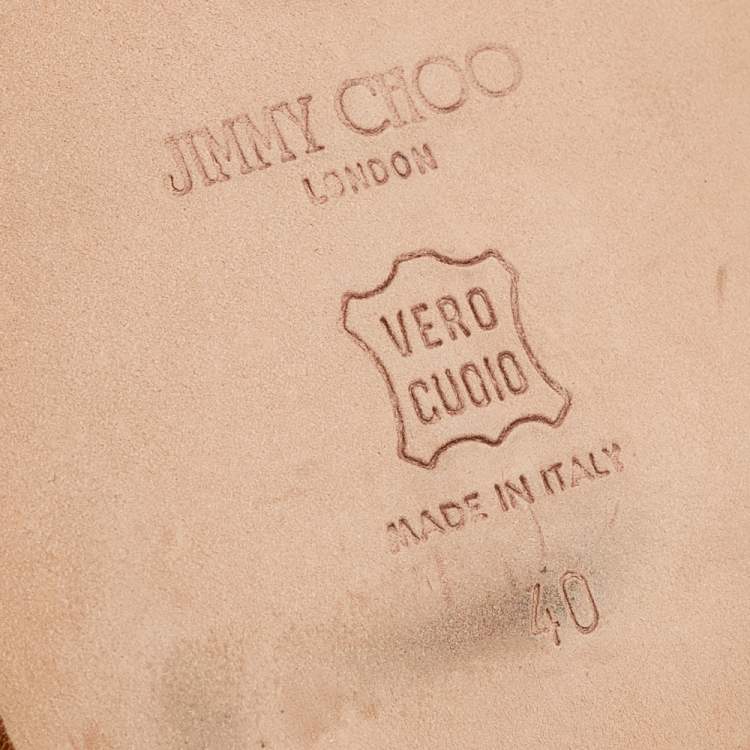 JIMMY CHOO
LONDON
VERO
CUOIO
MADE IN ITALY
40